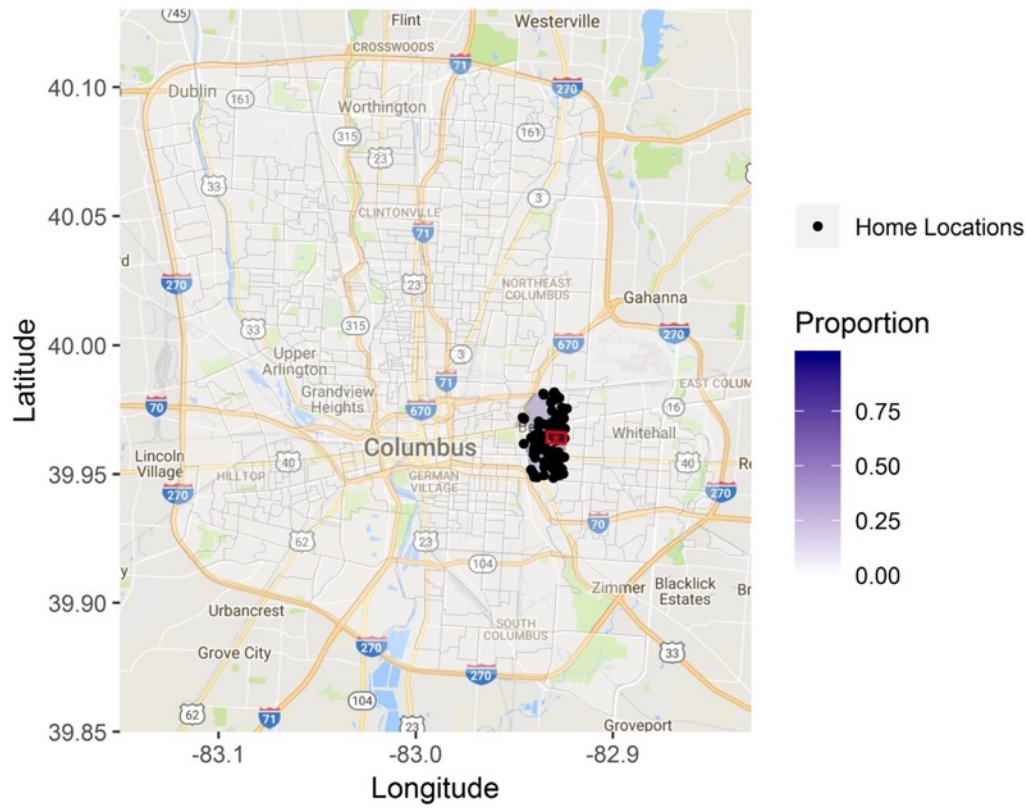 745
Flint
Westerville
CROSSWOODS
71
40.10
Dublin
161
270
Worthington
315
161
23
33
3
40.05
CLINTONVILLE
71
270
23
NORTHEAST
COLUMBUS
Gahanna
Home Locations
33
315
670
270
40.00
Upper
Arlington
3
Proportion
Grandview
Heights
71
EAST COLUM
70
670
16
0.75
Whitehall
Columbus
Lincoln
Village
40
HILLTOP
GERMAN
VILLAGE
40
39.95
0.50
270
270
62
23
70
0.25
104
Zimmer
Blacklick
Estates
0.00
39.90
Urbancrest
SOUTH
COLUMBUS
Grove City
270
33
270
62
71
104
23
Groveport
39.85
-83.1
-83.0
-82.9
Latitude
Longitude